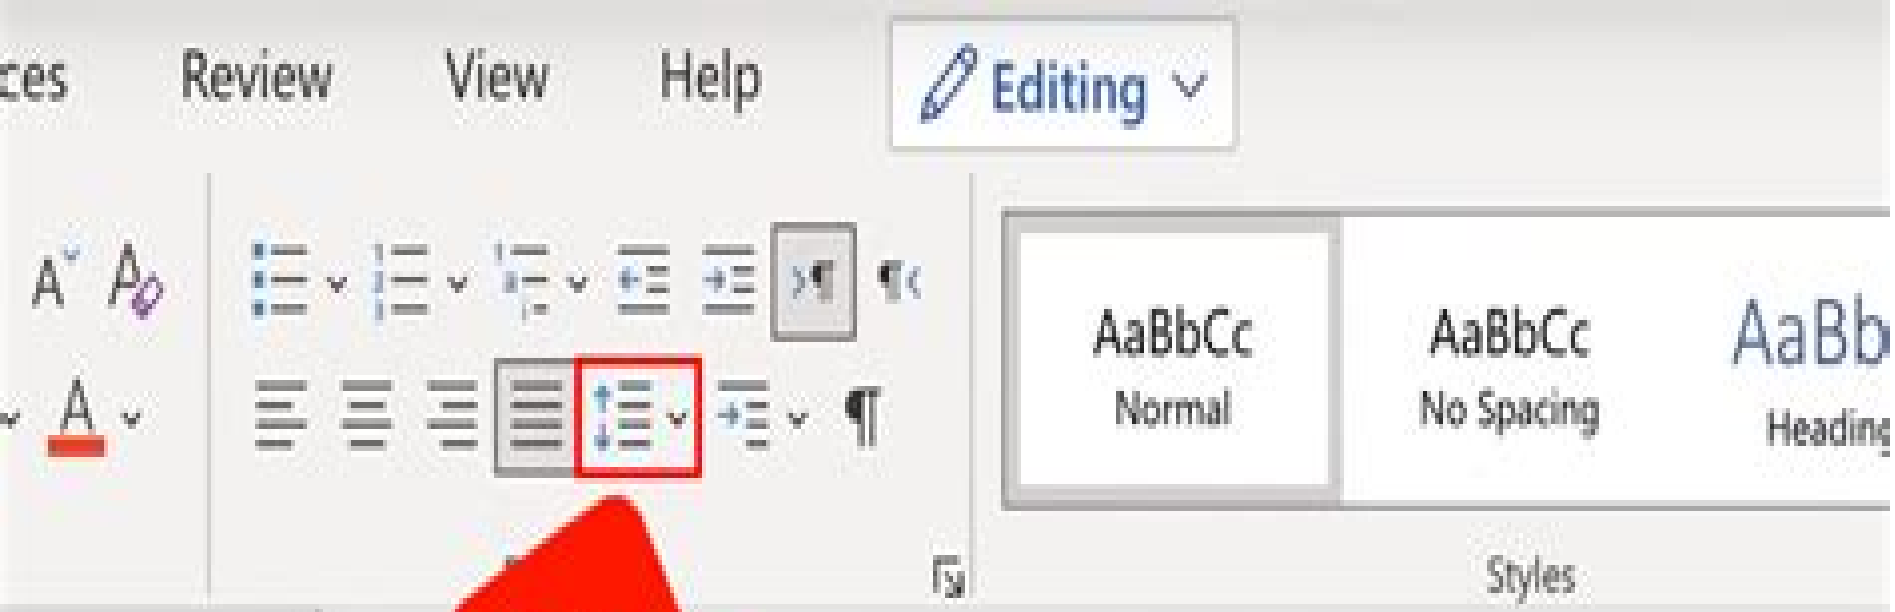 ces Review View Help Editing
AaBbCc AaBbCc AaBb
Normal No Spacing Heading
Styles